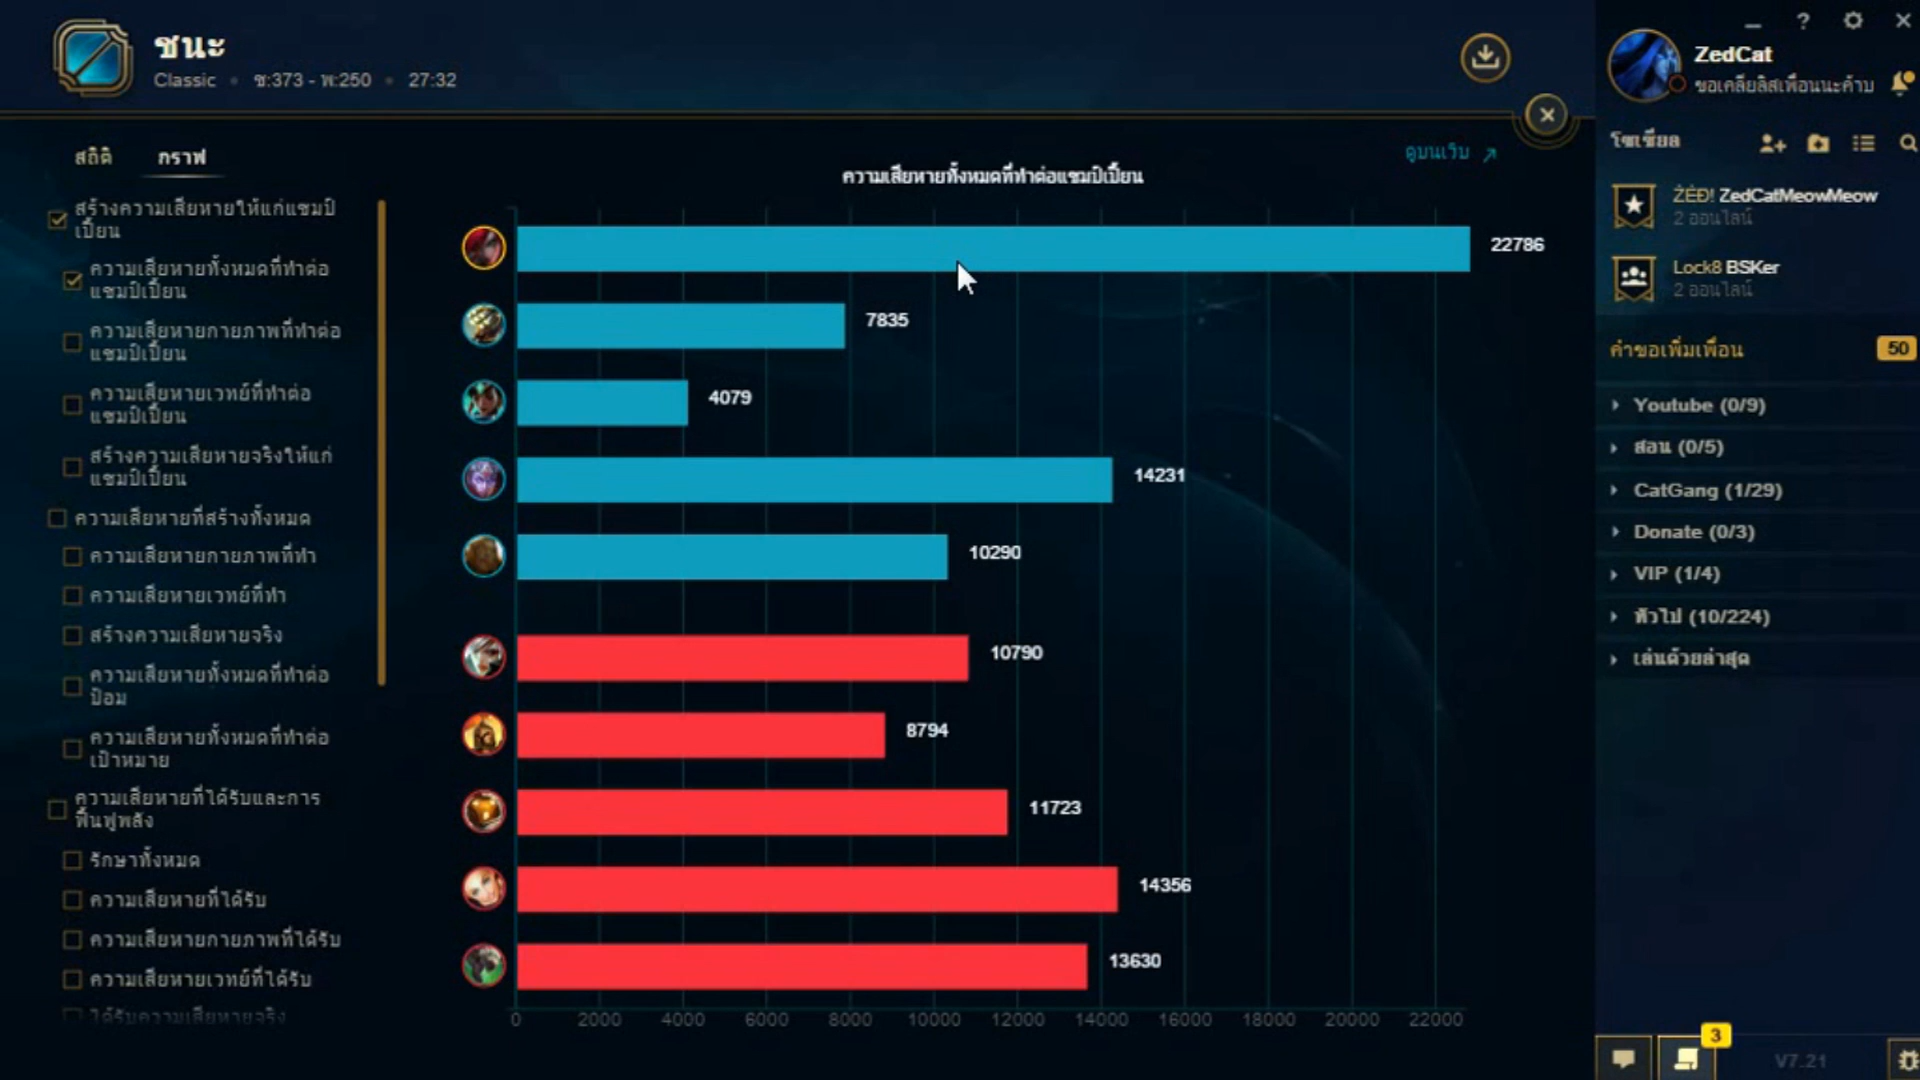 ชนะ
Classic • ช:373 - พ:250 • 27:32
สถิติ กราฟ
ดูบนเว็บ
ความเสียหายทั้งหมดที่ทำต่อแชมป์เปี้ยน
สร้างความเสียหายให้แก่แชมป์
เปี้ยน
ความเสียหายทั้งหมดที่ทำต่อ
แชมป์เปี้ยน
ความเสียหายกายภาพที่ทำต่อ
แชมป์เปี้ยน
ความเสียหายเวทย์ที่ทำต่อ
แชมป์เปี้ยน
สร้างความเสียหายจริงให้แก่
แชมป์เปี้ยน
ความเสียหายที่สร้างทั้งหมด
ความเสียหายกายภาพที่ทำ
ความเสียหายเวทย์ที่ทำ
สร้างความเสียหายจริง
ความเสียหายทั้งหมดที่ทำต่อ
ป้อม
ความเสียหายทั้งหมดที่ทำต่อ
เป้าหมาย
ความเสียหายที่ได้รับและการ
ฟื้นฟูพลัง
รักษาทั้งหมด
ความเสียหายที่ได้รับ
ความเสียหายกายภาพที่ได้รับ
ความเสียหายเวทย์ที่ได้รับ
ได้รับความเสียหายจริง
22786
7835
4079
14231
10290
10790
8794
11723
14356
13630
0 2000 4000 6000 8000 10000 12000 14000 16000 18000 20000 22000
ZedCat
ขอเคลียลิสเพื่อนนะค้าบ
โซเชียล
ŻĖĐ! ZedCatMeowMeow
2 ออนไลน์
Lock8 BSKer
2 ออนไลน์
คำขอเพิ่มเพื่อน 50
Youtube (0/9)
สอน (0/5)
CatGang (1/29)
Donate (0/3)
VIP (1/4)
ทั่วไป (10/224)
เล่นด้วยล่าสุด
3
V7.21